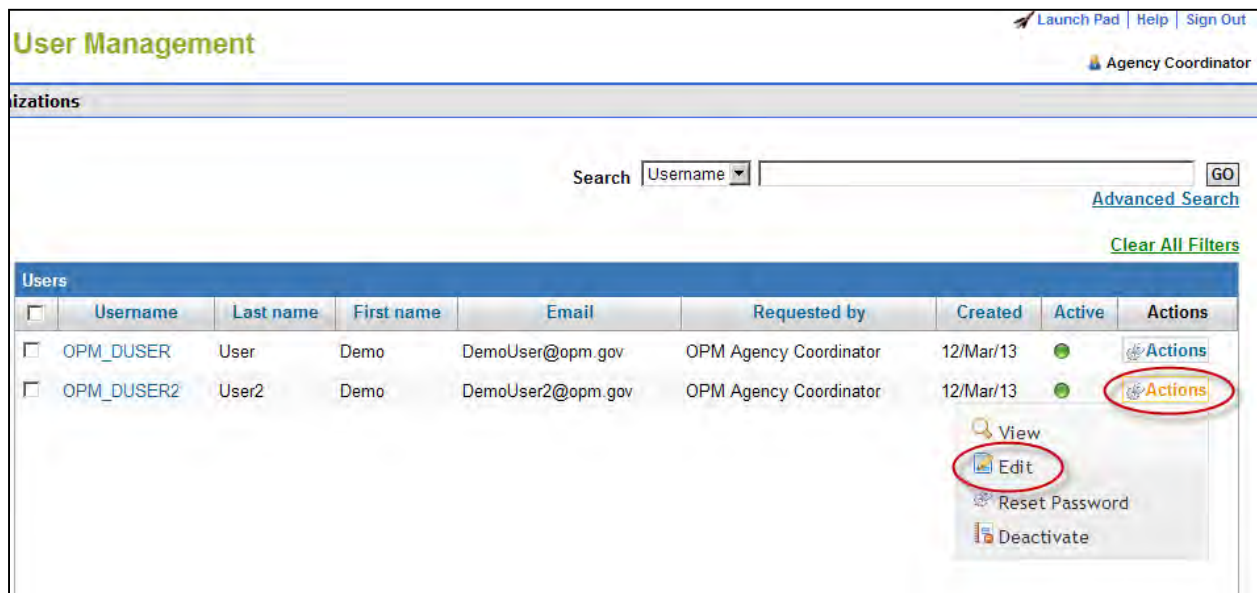 Launch Pad | Help | Sign Out
User Management
Agency Coordinator
izations
Search Username GO
Advanced Search
Clear All Filters
Users
Username Last name First name Email Requested by Created Active Actions
OPM_DUSER User Demo DemoUser@opm.gov OPM Agency Coordinator 12/Mar/13 Actions
OPM_DUSER2 User2 Demo DemoUser2@opm.gov OPM Agency Coordinator 12/Mar/13 Actions
View
Edit
Reset Password
Deactivate